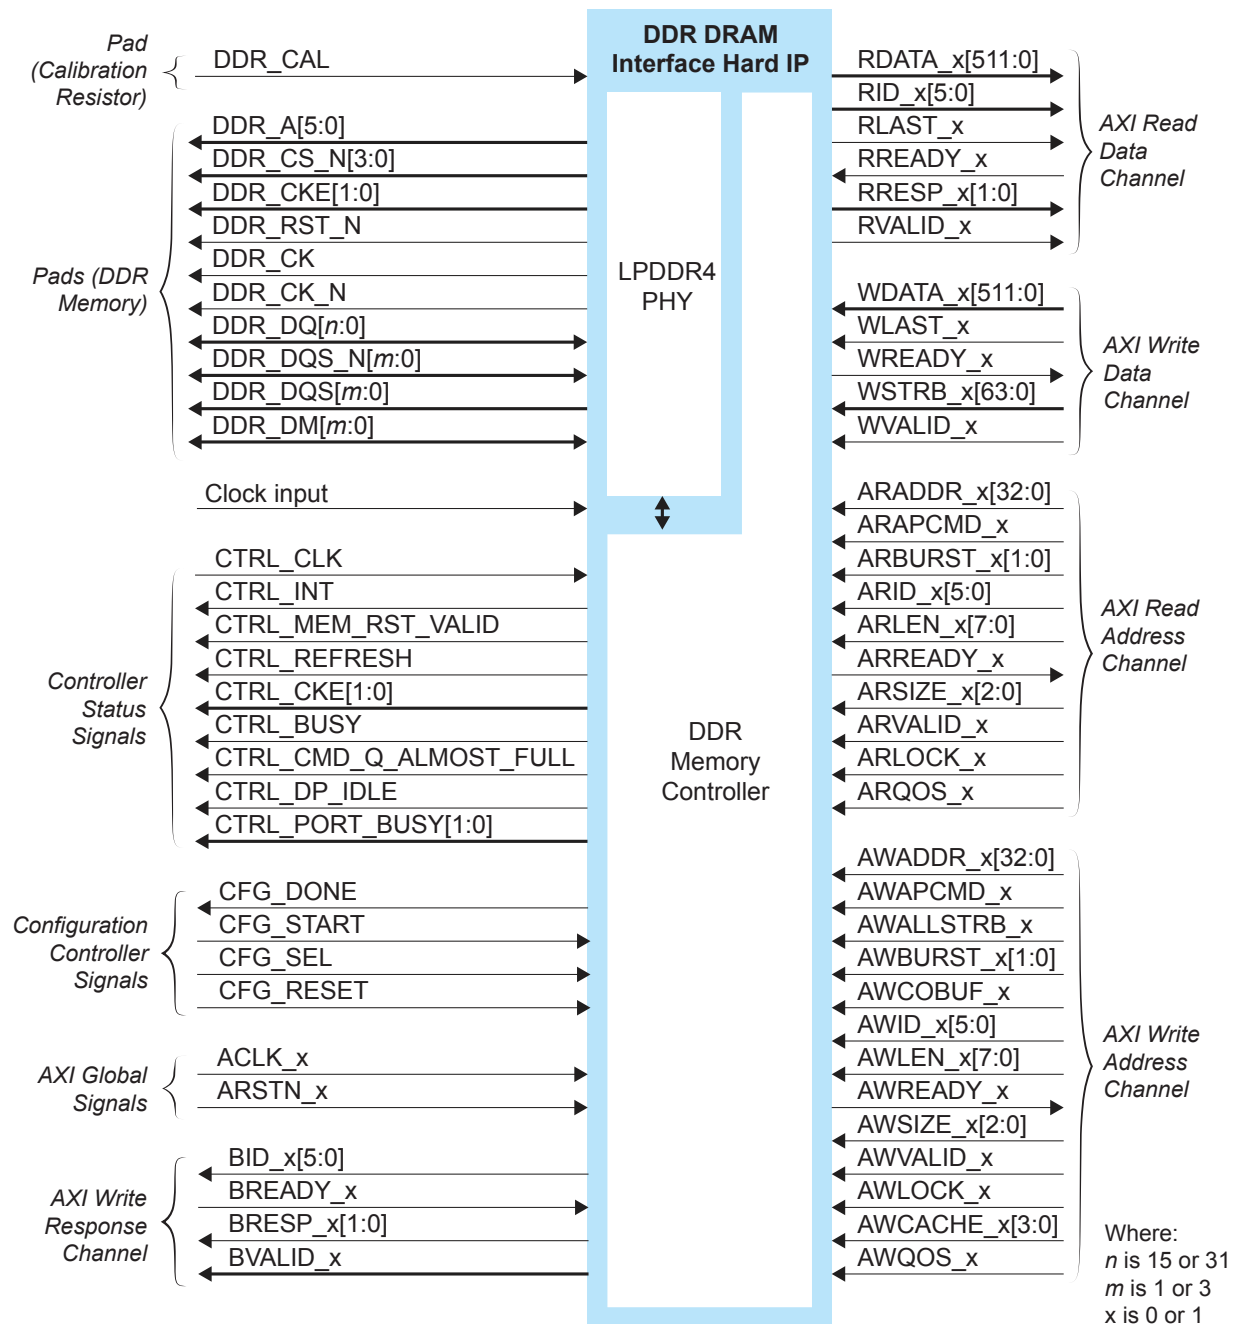 DDR DRAM
Interface Hard IP
Pad
(Calibration
Resistor)
DDR_CAL
Pads (DDR
Memory)
DDR_A[5:0]
DDR_CS_N[3:0]
DDR_CKE[1:0]
DDR_RST_N
DDR_CK
DDR_CK_N
DDR_DQ[n:0]
DDR_DQS_N[m:0]
DDR_DQS[m:0]
DDR_DM[m:0]
Clock input
Controller
Status
Signals
CTRL_CLK
CTRL_INT
CTRL_MEM_RST_VALID
CTRL_REFRESH
CTRL_CKE[1:0]
CTRL_BUSY
CTRL_CMD_Q_ALMOST_FULL
CTRL_DP_IDLE
CTRL_PORT_BUSY[1:0]
Configuration
Controller
Signals
CFG_DONE
CFG_START
CFG_SEL
CFG_RESET
AXI Global
Signals
ACLK_x
ARSTN_x
AXI Write
Response
Channel
BID_x[5:0]
BREADY_x
BRESP_x[1:0]
BVALID_x
LPDDR4
PHY
DDR
Memory
Controller
RDATA_x[511:0]
RID_x[5:0]
RLAST_x
RREADY_x
RRESP_x[1:0]
RVALID_x
AXI Read
Data
Channel
WDATA_x[511:0]
WLAST_x
WREADY_x
WSTRB_x[63:0]
WVALID_x
AXI Write
Data
Channel
ARADDR_x[32:0]
ARAPCMD_x
ARBURST_x[1:0]
ARID_x[5:0]
ARLEN_x[7:0]
ARREADY_x
ARSIZE_x[2:0]
ARVALID_x
ARLOCK_x
ARQOS_x
AXI Read
Address
Channel
AWADDR_x[32:0]
AWAPCMD_x
AWALLSTRB_x
AWBURST_x[1:0]
AWCOBUF_x
AWID_x[5:0]
AWLEN_x[7:0]
AWREADY_x
AWSIZE_x[2:0]
AWVALID_x
AWLOCK_x
AWCACHE_x[3:0]
AWQOS_x
AXI Write
Address
Channel
Where:
n is 15 or 31
m is 1 or 3
x is 0 or 1